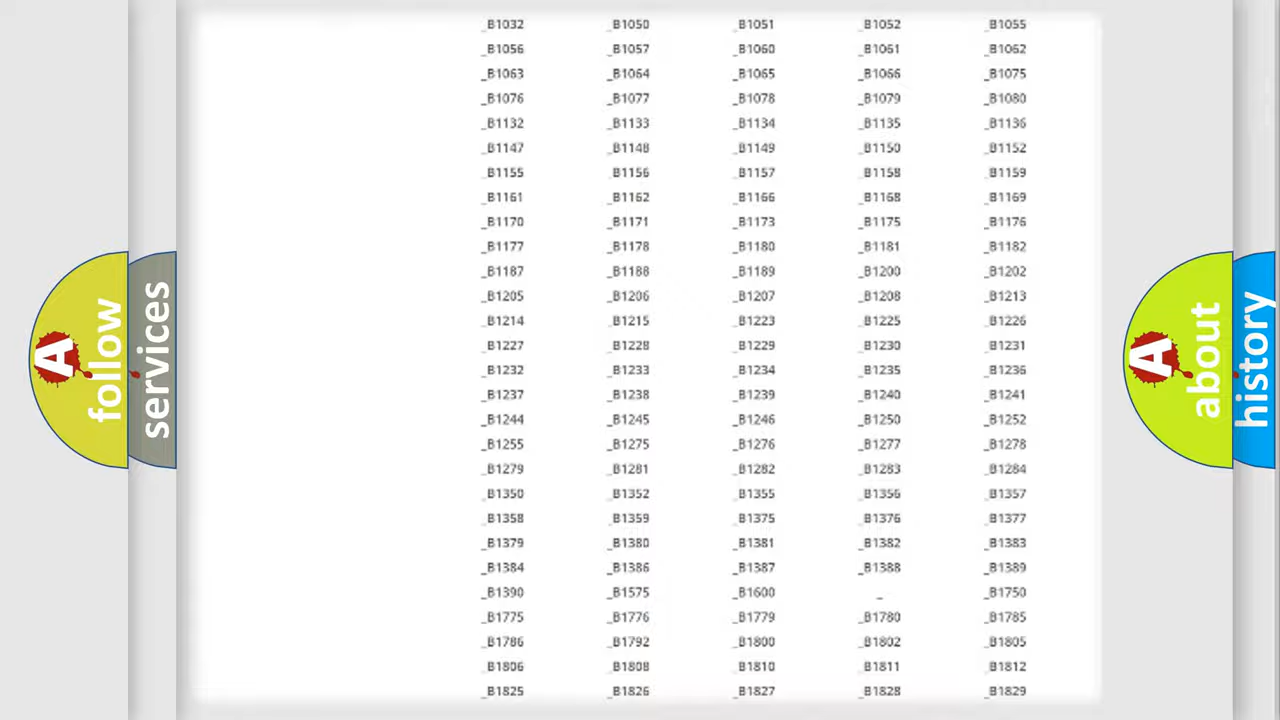 _B1032 _B1050 _B1051 _B1052 _B1055
_B1056 _B1057 _B1060 _B1061 _B1062
_B1063 _B1064 _B1065 _B1066 _B1075
_B1076 _B1077 _B1078 _B1079 _B1080
_B1132 _B1133 _B1134 _B1135 _B1136
_B1147 _B1148 _B1149 _B1150 _B1152
_B1155 _B1156 _B1157 _B1158 _B1159
_B1161 _B1162 _B1166 _B1168 _B1169
_B1170 _B1171 _B1173 _B1175 _B1176
_B1177 _B1178 _B1180 _B1181 _B1182
_B1187 _B1188 _B1189 _B1200 _B1202
_B1205 _B1206 _B1207 _B1208 _B1213
_B1214 _B1215 _B1223 _B1225 _B1226
_B1227 _B1228 _B1229 _B1230 _B1231
_B1232 _B1233 _B1234 _B1235 _B1236
_B1237 _B1238 _B1239 _B1240 _B1241
_B1244 _B1245 _B1246 _B1250 _B1252
_B1255 _B1275 _B1276 _B1277 _B1278
_B1279 _B1281 _B1282 _B1283 _B1284
_B1350 _B1352 _B1355 _B1356 _B1357
_B1358 _B1359 _B1375 _B1376 _B1377
_B1379 _B1380 _B1381 _B1382 _B1383
_B1384 _B1386 _B1387 _B1388 _B1389
_B1390 _B1575 _B1600 _ _B1750
_B1775 _B1776 _B1779 _B1780 _B1785
_B1786 _B1792 _B1800 _B1802 _B1805
_B1806 _B1808 _B1810 _B1811 _B1812
_B1825 _B1826 _B1827 _B1828 _B1829
A follow
services
A about
history